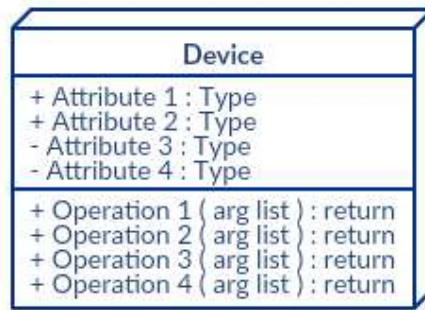 Device
+ Attribute 1 : Type
+ Attribute 2 : Type
- Attribute 3 : Type
- Attribute 4 : Type
+ Operation 1 ( arg list ) : return
+ Operation 2 ( arg list ) : return
+ Operation 3 ( arg list ) : return
+ Operation 4 ( arg list ) : return